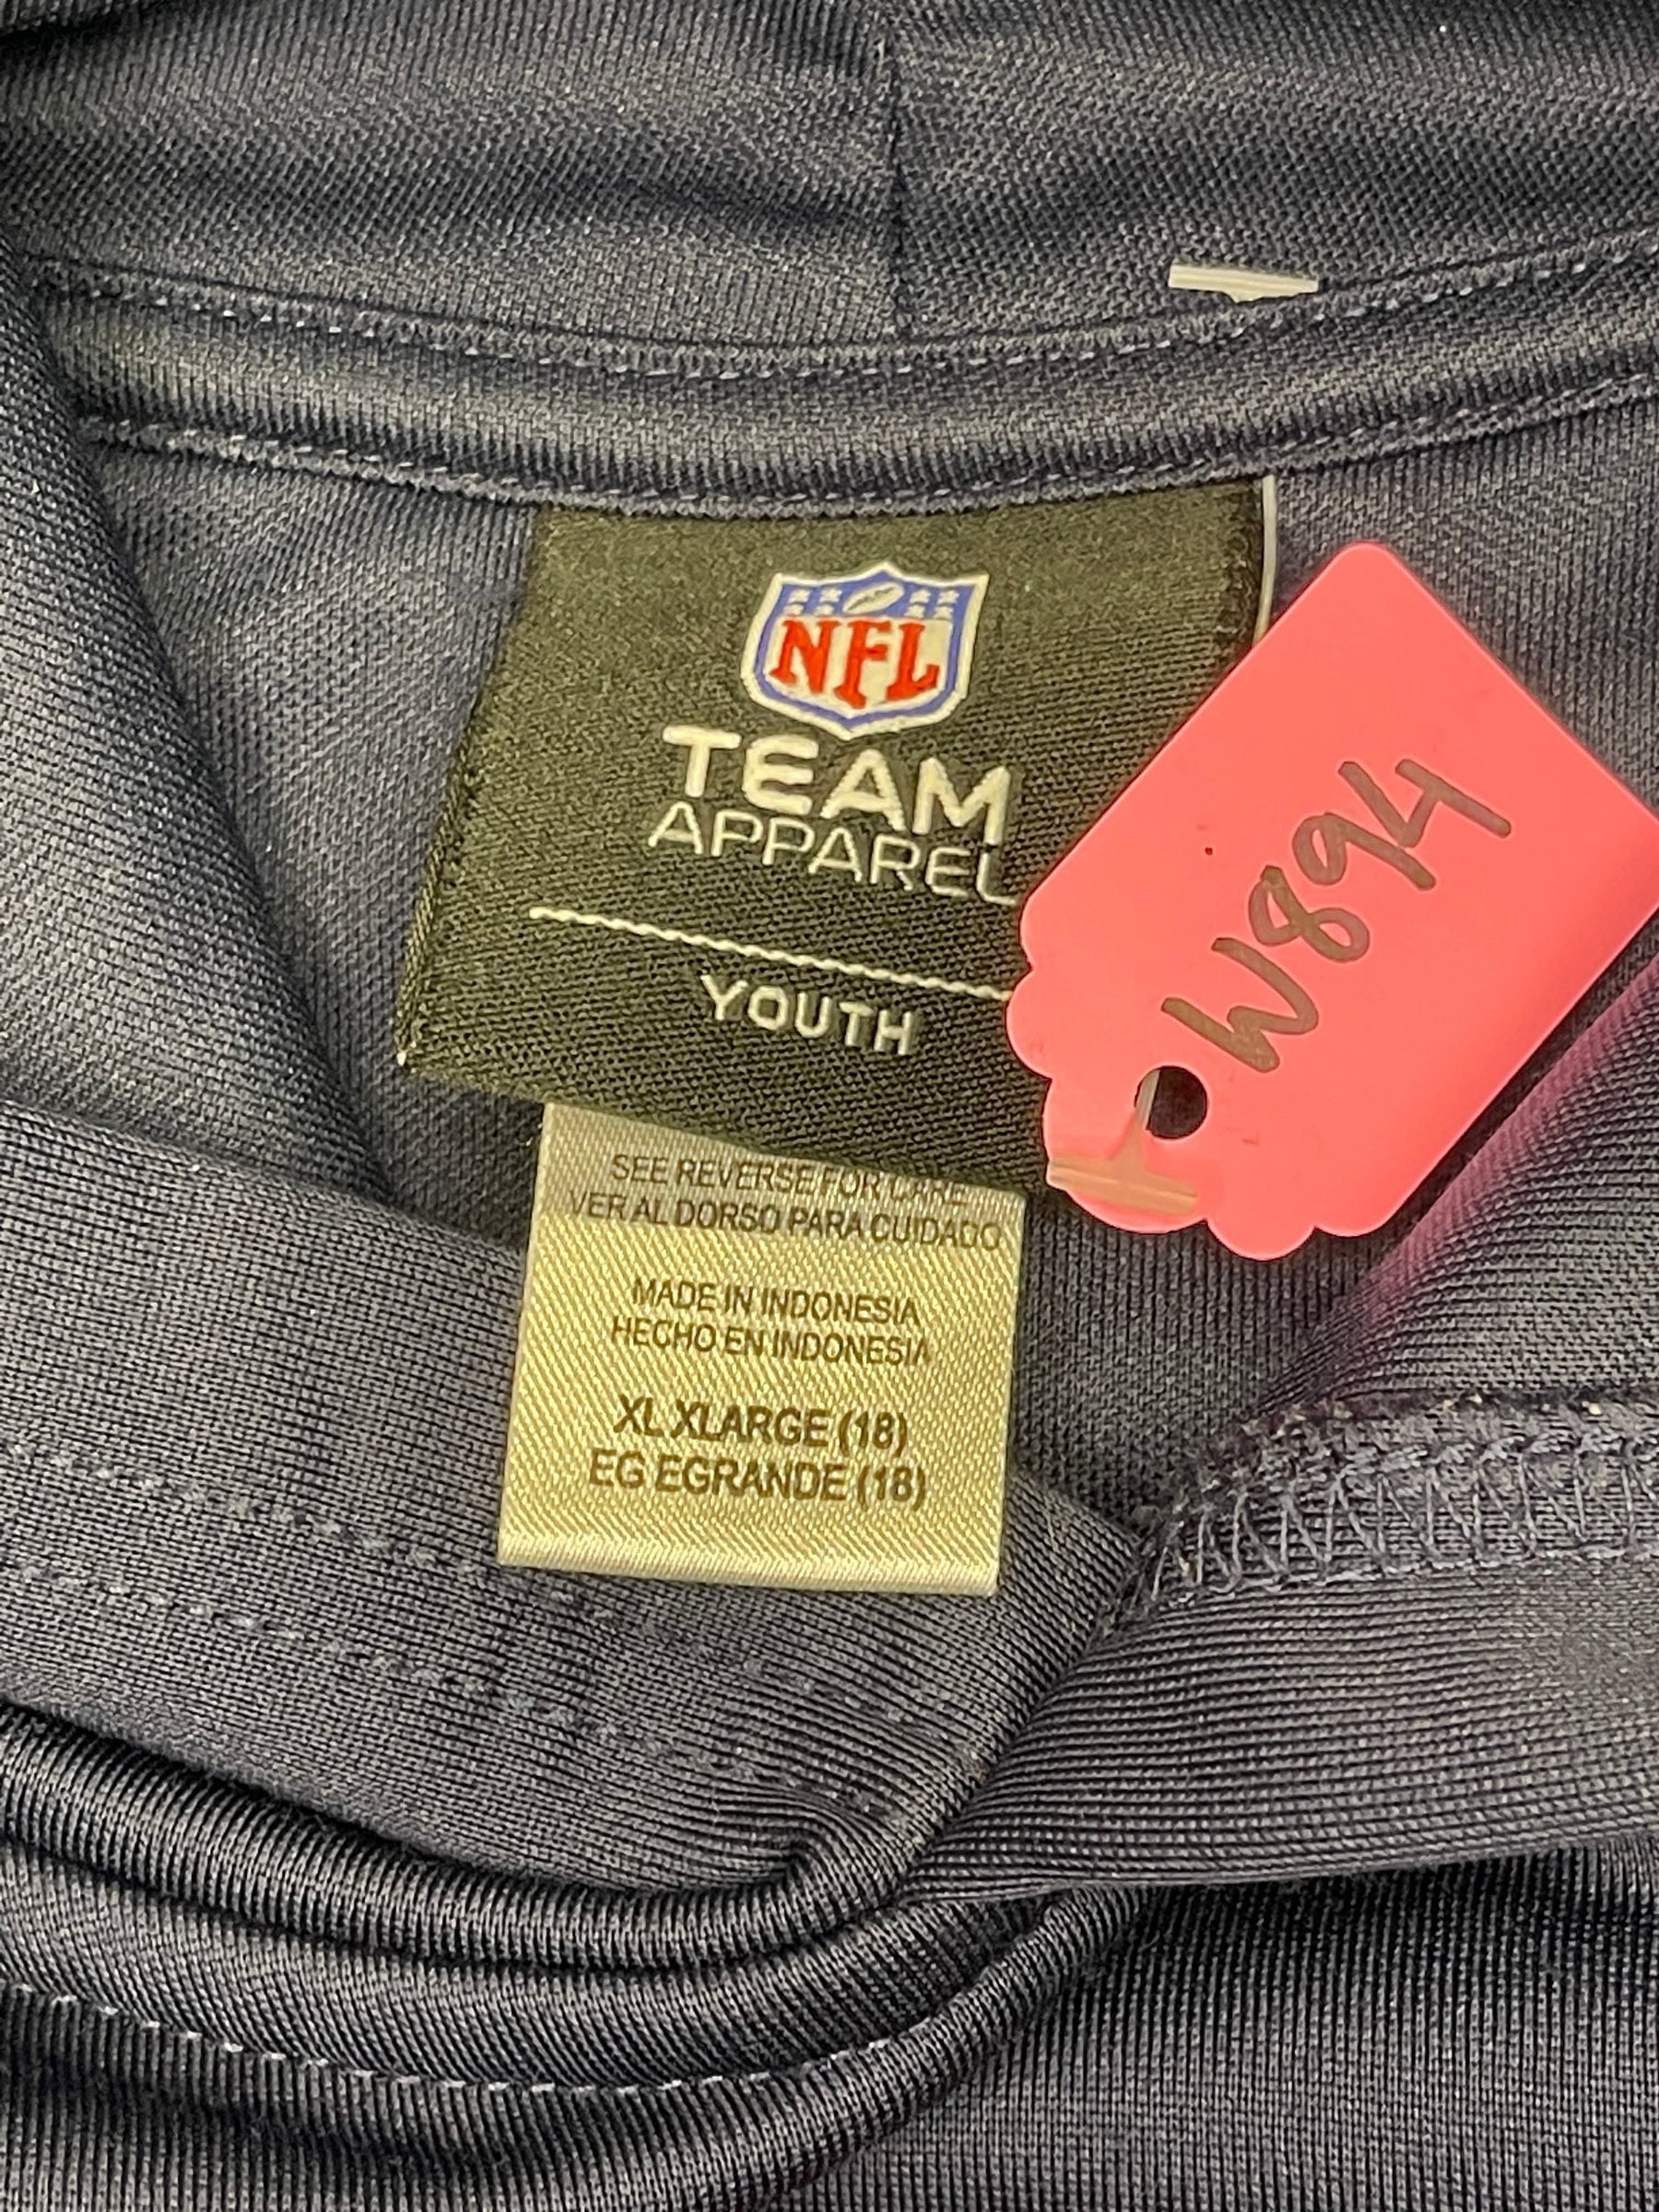 NFL
TEAM
APPAREL
YOUTH
W894
SEE REVERSE FOR CARE
VER AL DORSO PARA CUIDADO
MADE IN INDONESIA
HECHO EN INDONESIA
XL XLARGE (18)
EG EGRANDE (18)